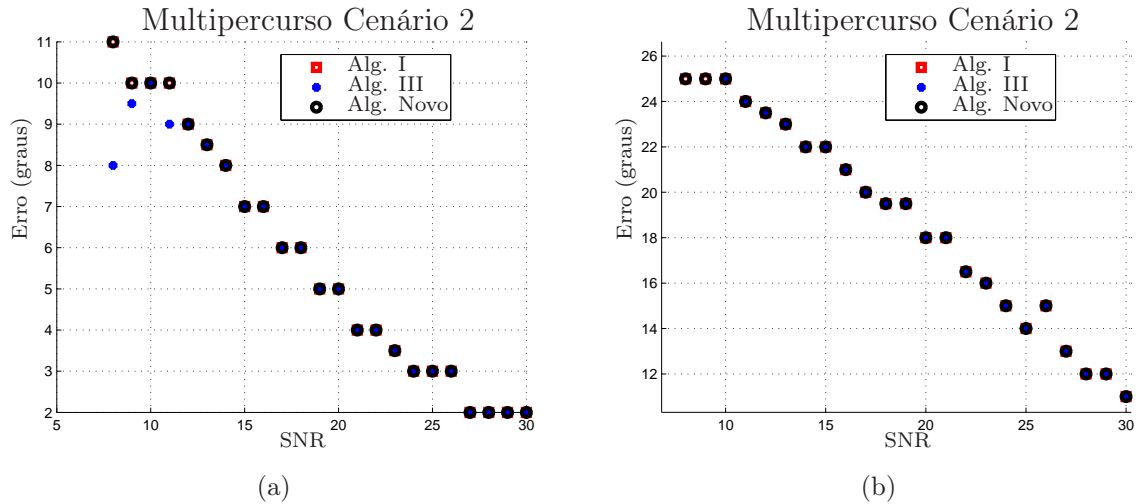 Multipercurso Cenário 2
Erro (graus)
11
10
9
8
7
6
5
4
3
2
Alg. I
Alg. III
Alg. Novo
5
10
15
20
25
30
SNR
(a)
Multipercurso Cenário 2
Erro (graus)
26
24
22
20
18
16
14
12
Alg. I
Alg. III
Alg. Novo
10
15
20
25
30
SNR
(b)